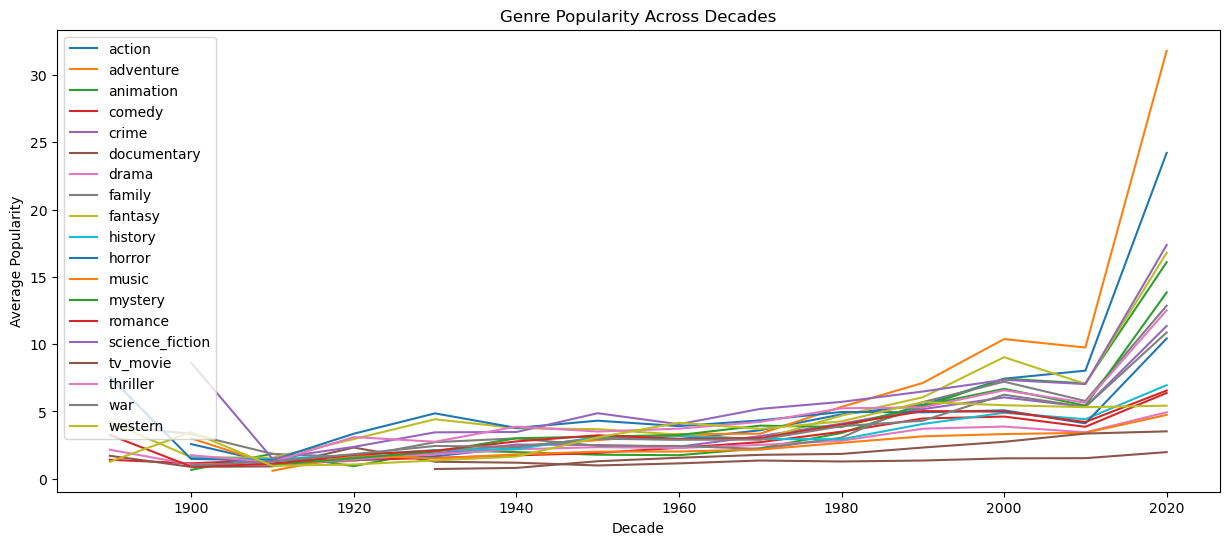 Genre Popularity Across Decades
action
adventure
animation
comedy
crime
documentary
drama
family
fantasy
history
horror
music
mystery
romance
science_fiction
tv_movie
thriller
war
western
Average Popularity
30
25
20
15
10
5
0
1900
1920
1940
1960
1980
2000
2020
Decade